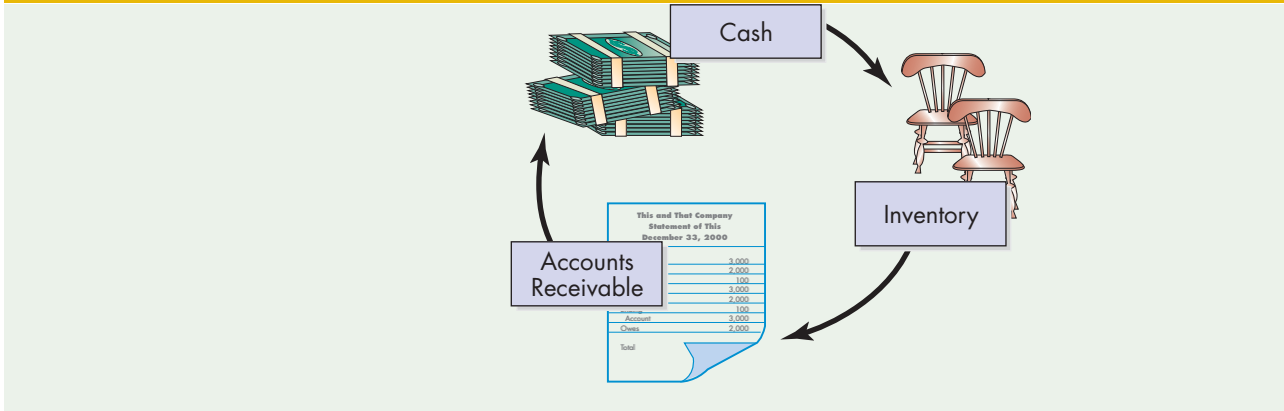 Cash
Inventory
This and That Company
Statement of This
December 33, 2000
Accounts
Receivable
3,000
2,000
100
3,000
2,000
100
Account 3,000
Owes 2,000
Total